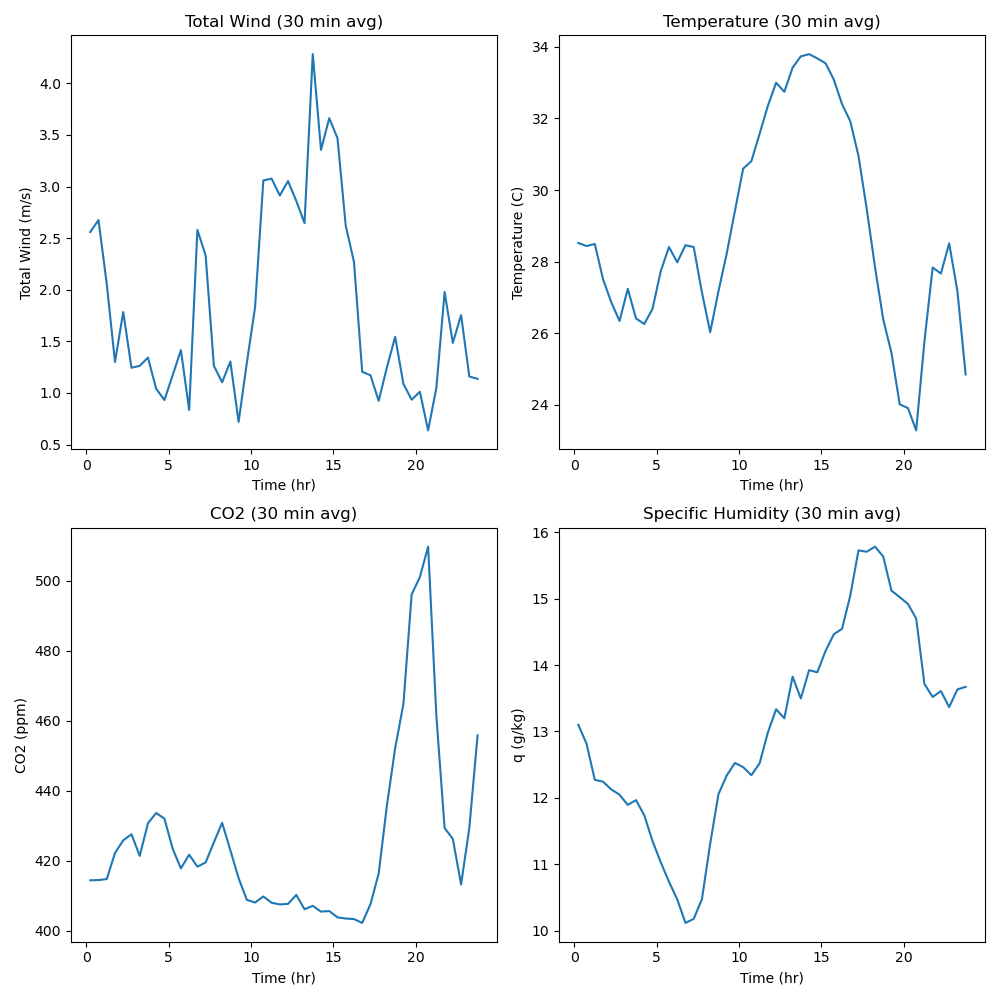 Total Wind (30 min avg)
Total Wind (m/s)
4.0
3.5
3.0
2.5
2.0
1.5
1.0
0.5
0 5 10 15 20
Time (hr)
Temperature (30 min avg)
Temperature (C)
34
32
30
28
26
24
0 5 10 15 20
Time (hr)
CO2 (30 min avg)
CO2 (ppm)
500
480
460
440
420
400
0 5 10 15 20
Time (hr)
Specific Humidity (30 min avg)
q (g/kg)
16
15
14
13
12
11
10
0 5 10 15 20
Time (hr)